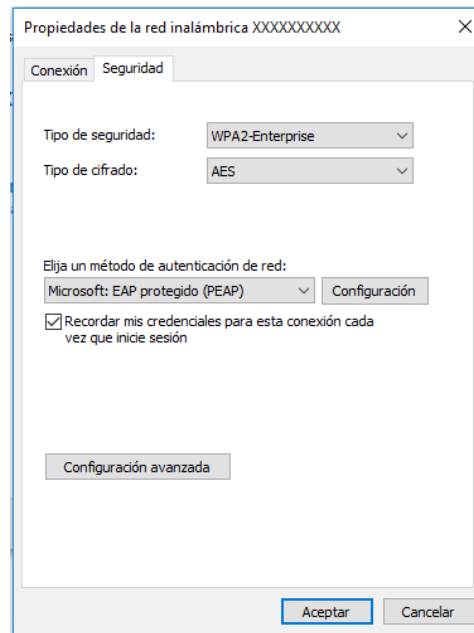 Propiedades de la red inalámbrica XXXXXXXXXX
Conexión Seguridad
Tipo de seguridad: WPA2-Enterprise
Tipo de cifrado: AES
Elija un método de autenticación de red:
Microsoft: EAP protegido (PEAP) Configuración
Recordar mis credenciales para esta conexión cada
vez que inicie sesión
Configuración avanzada
Aceptar Cancelar